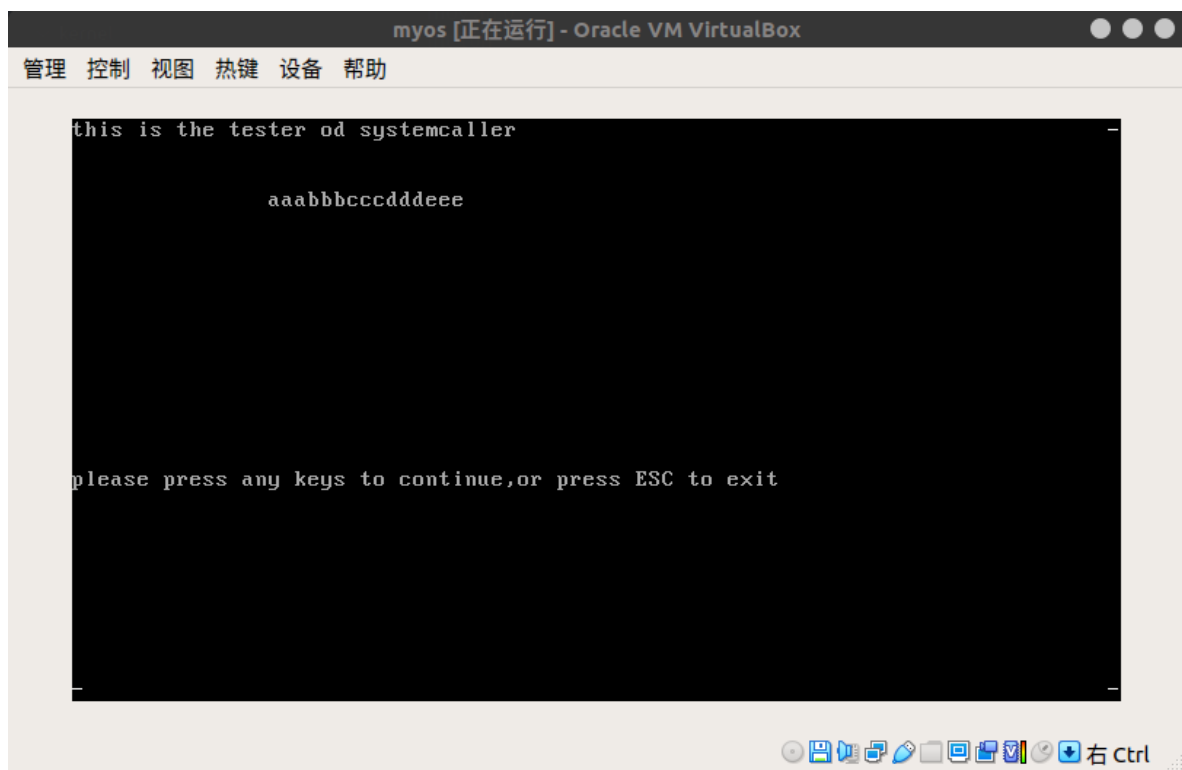 myos [正在运行] - Oracle VM VirtualBox
管理 控制 视图 热键 设备 帮助
this is the tester od systemcaller
aaabbbcccdddeee
please press any keys to continue,or press ESC to exit
右 Ctrl